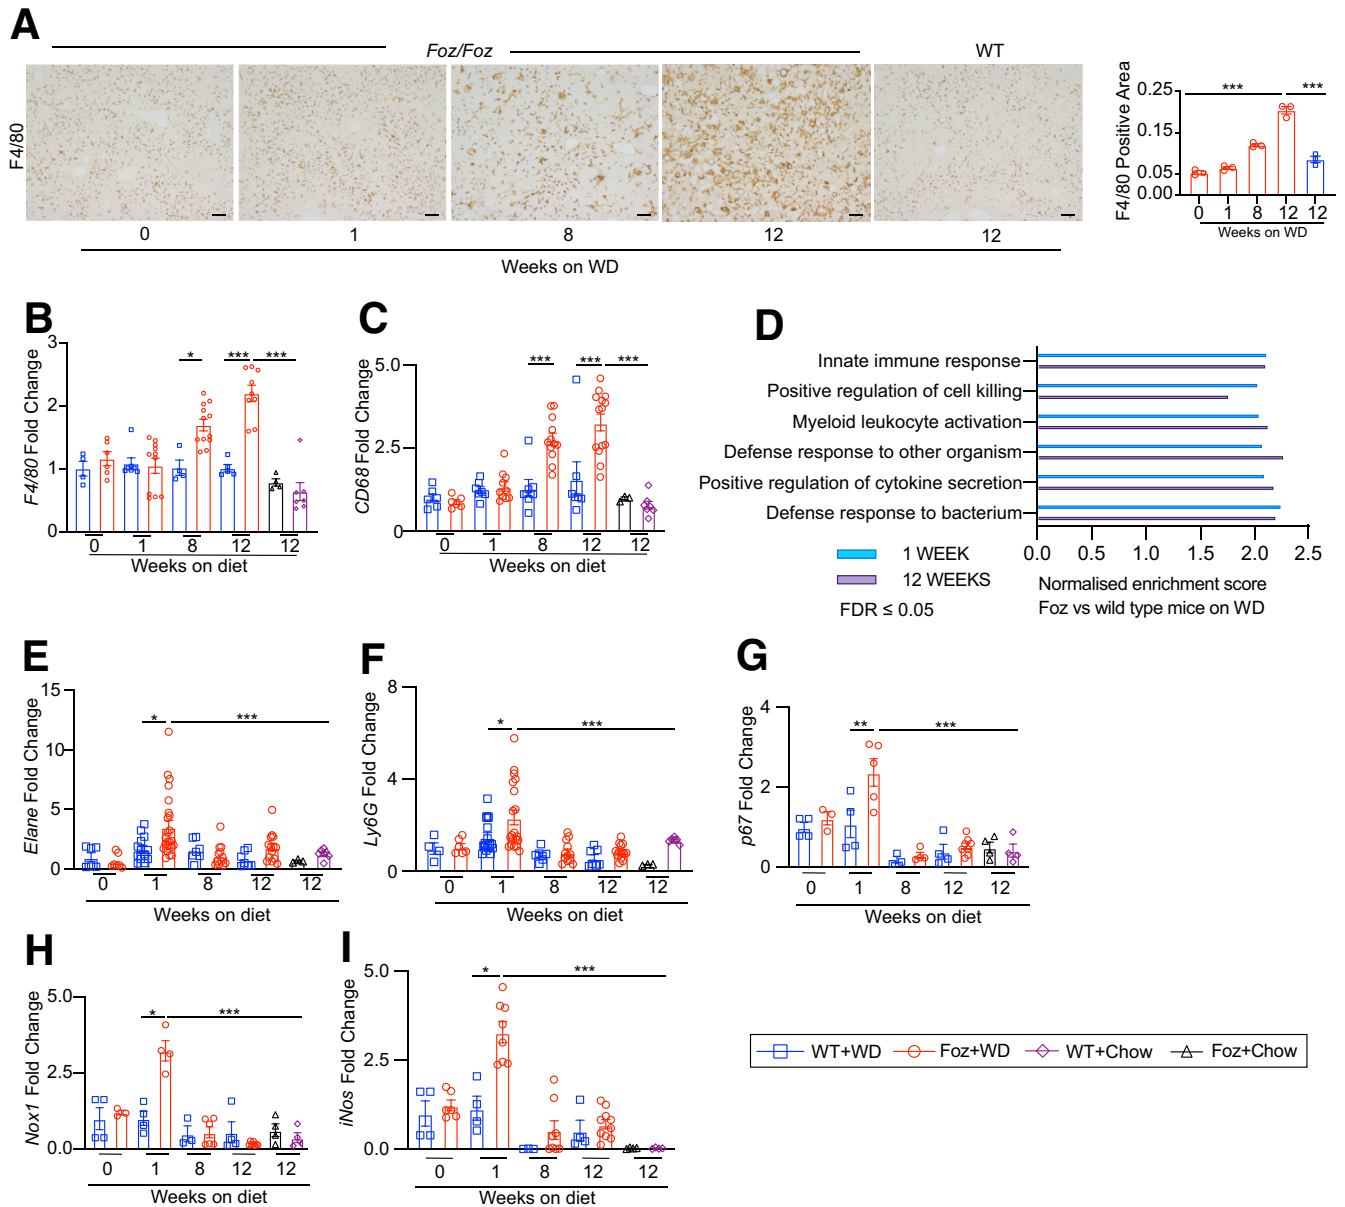 A
Foz/Foz
WT
F4/80
0
1
8
12
12
Weeks on WD
F4/80 Positive Area
0.25
0.15
0.05
0.00
***
***
0 1 8 12 12
Weeks on WD
B
F4/80 Fold Change
3
2
1
0
* *** ***
0 1 8 12 12
Weeks on diet
C
CD68 Fold Change
5.0
2.5
0
*** *** ***
0 1 8 12 12
Weeks on diet
D
Innate immune response
Positive regulation of cell killing
Myeloid leukocyte activation
Defense response to other organism
Positive regulation of cytokine secretion
Defense response to bacterium
0.0 0.5 1.0 1.5 2.0 2.5
1 WEEK
12 WEEKS
FDR ≤ 0.05
Normalised enrichment score
Foz vs wild type mice on WD
E
Elane Fold Change
15
10
5
0
* ***
0 1 8 12 12
Weeks on diet
F
Ly6G Fold Change
8
4
0
* ***
0 1 8 12 12
Weeks on diet
G
p67 Fold Change
4
2
0
** ***
0 1 8 12 12
Weeks on diet
H
Nox1 Fold Change
5.0
2.5
0.0
* ***
0 1 8 12 12
Weeks on diet
I
iNos Fold Change
5.0
2.5
0.0
* ***
0 1 8 12 12
Weeks on diet
WT+WD Foz+WD WT+Chow Foz+Chow